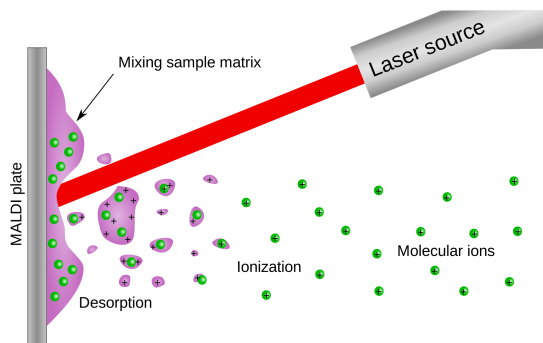 Laser source
Mixing sample matrix
MALDI plate
Molecular ions
Ionization
Desorption